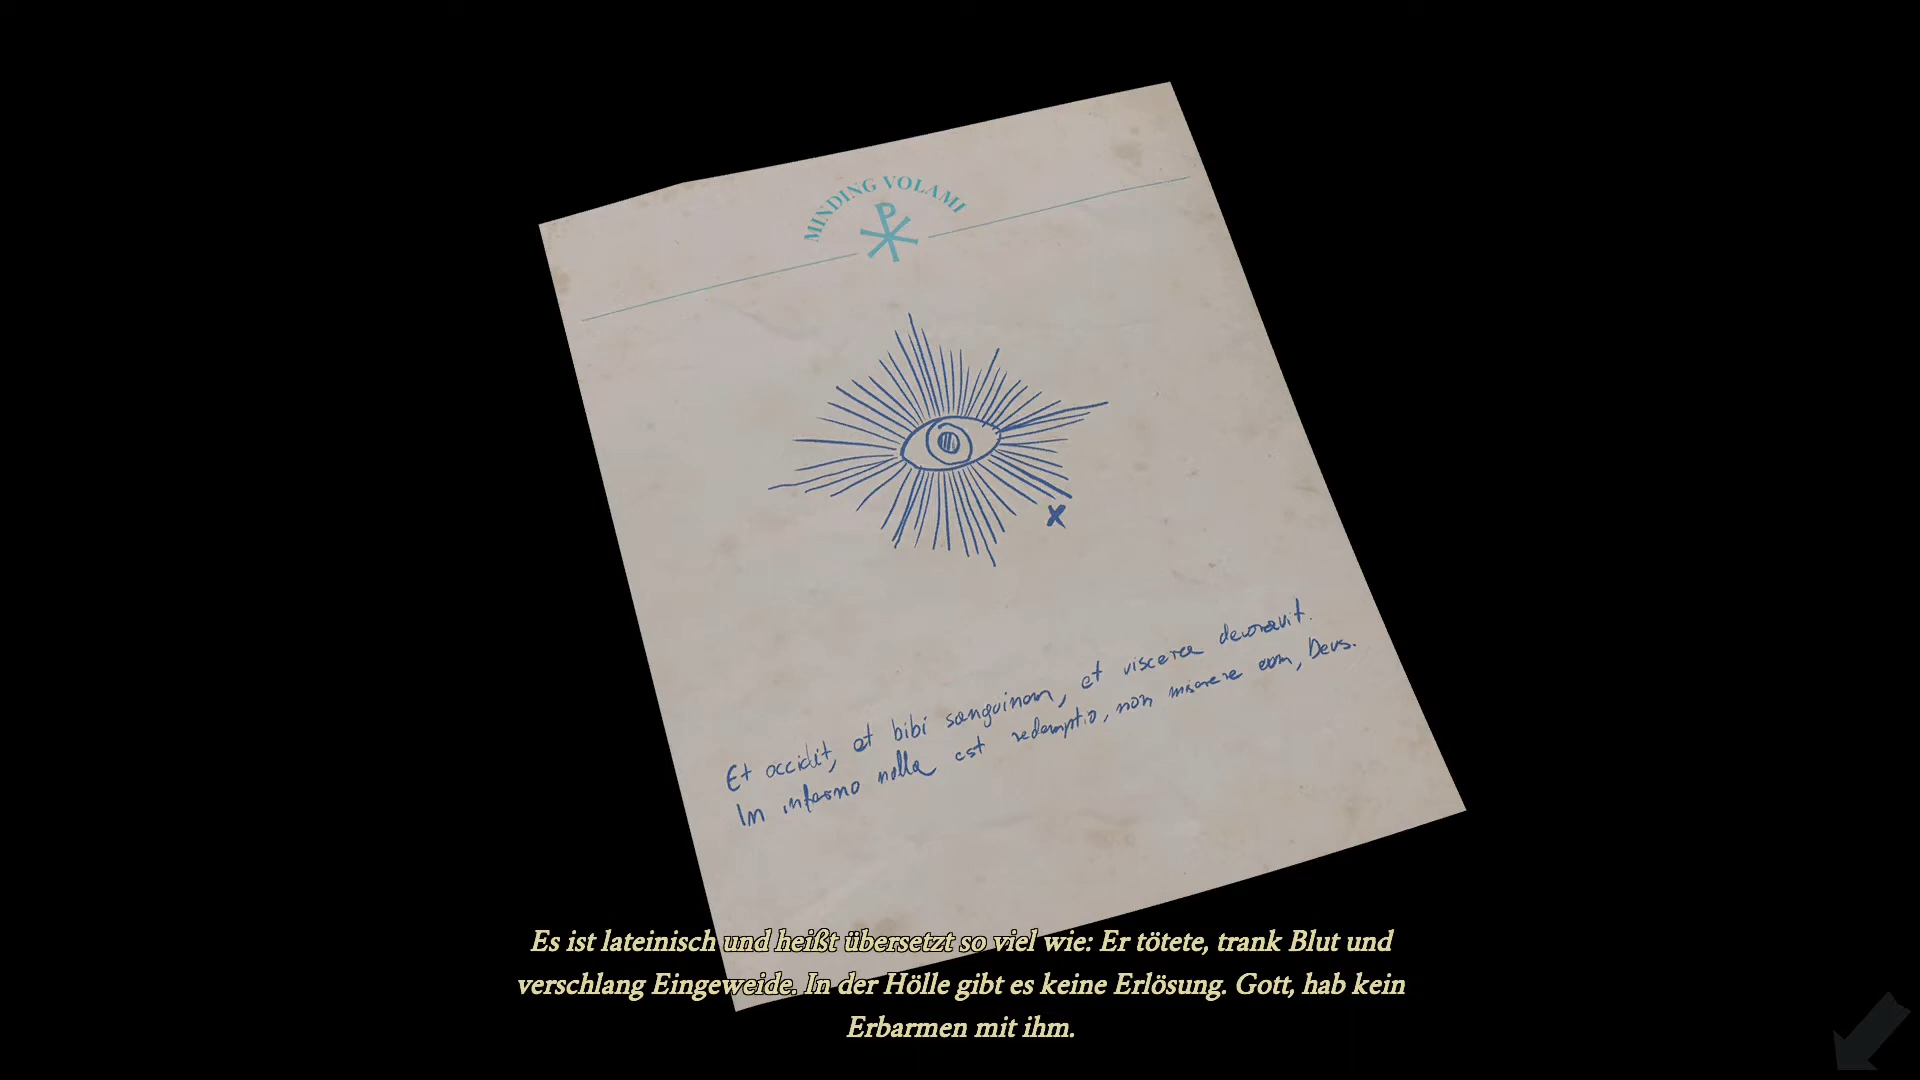 MINDING VOLAMI
x
Et occidit, et bibi sanguinem, et viscerea devoravit.
In inferno nulla est redemptio, non miserere eum, Deus.
Es ist lateinisch und heißt übersetzt so viel wie: Er tötete, trank Blut und
verschlang Eingeweide. In der Hölle gibt es keine Erlösung. Gott, hab kein
Erbarmen mit ihm.